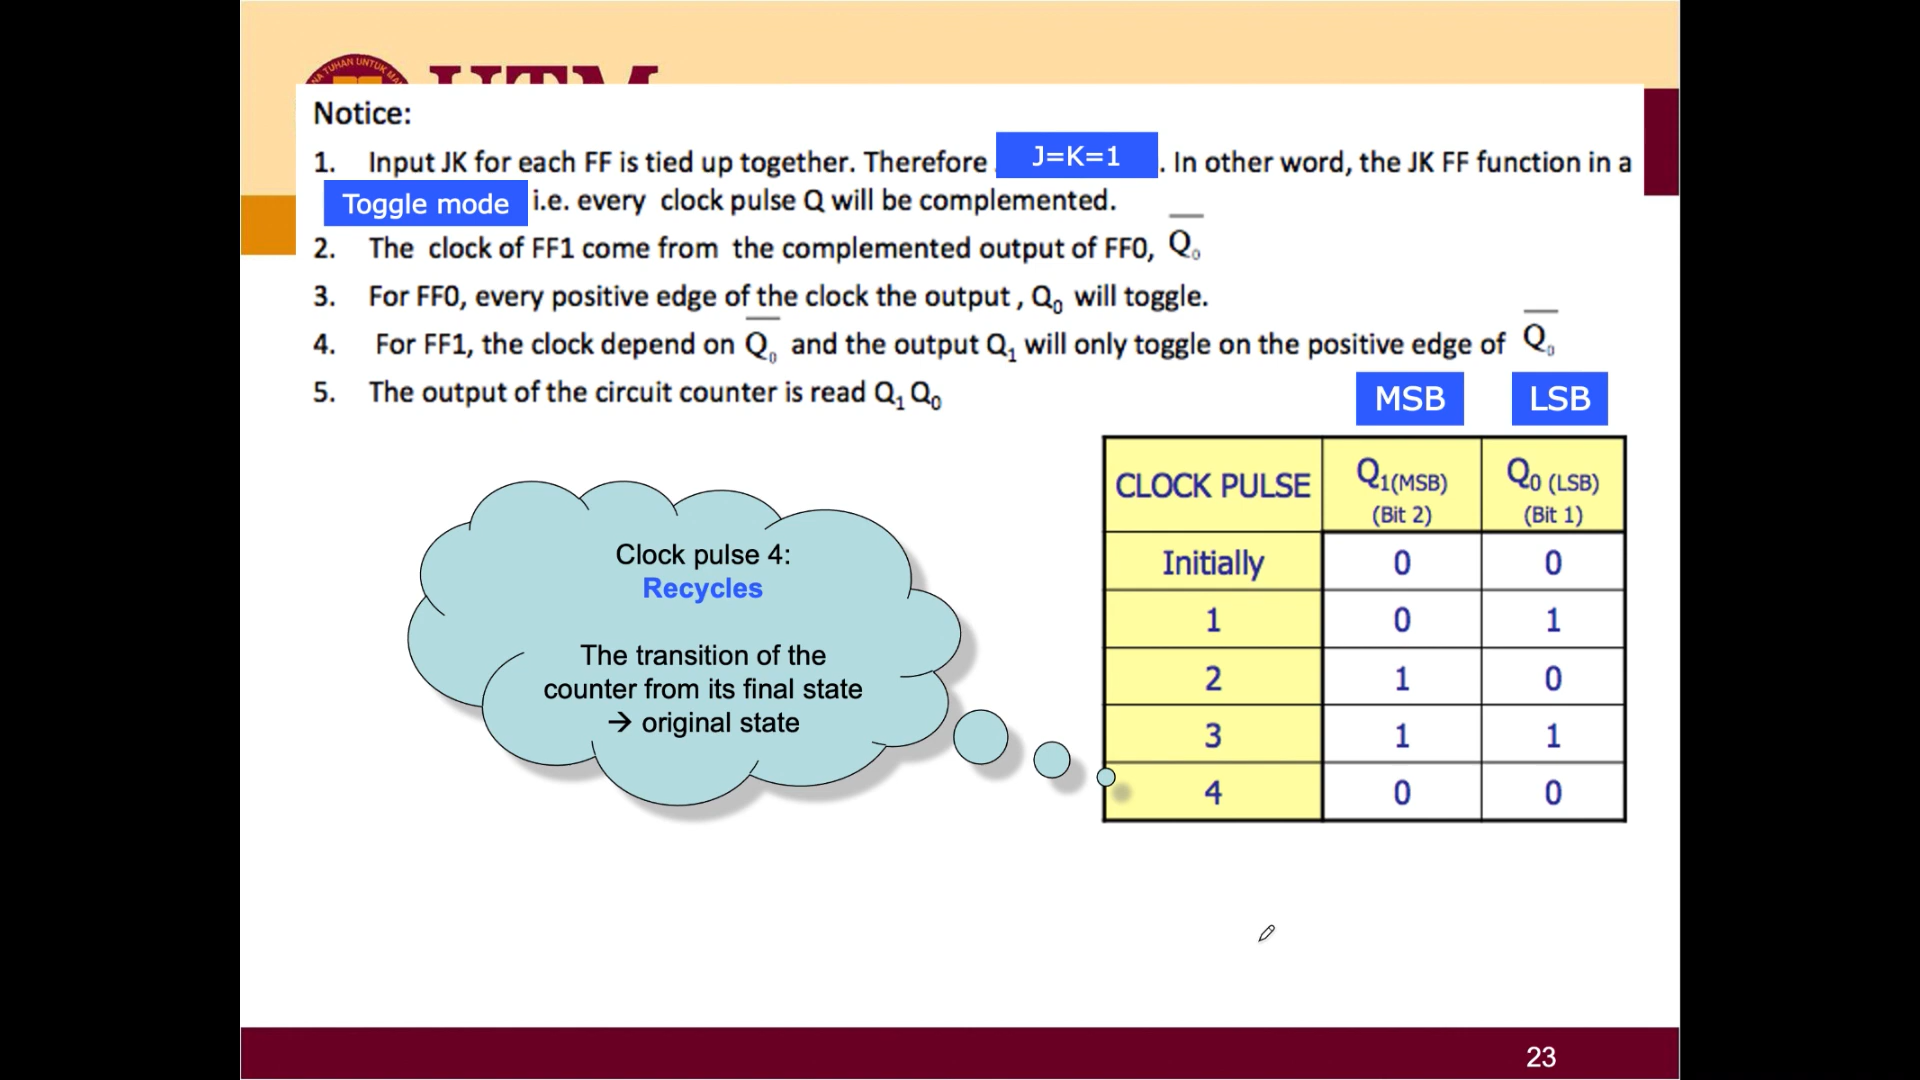 Notice:
1. Input JK for each FF is tied up together. Therefore J=K=1. In other word, the JK FF function in a
Toggle mode i.e. every clock pulse Q will be complemented.
2. The clock of FF1 come from the complemented output of FF0, Q̅₀
3. For FF0, every positive edge of the clock the output , Q₀ will toggle.
4. For FF1, the clock depend on Q̅₀ and the output Q₁ will only toggle on the positive edge of Q̅₀
5. The output of the circuit counter is read Q₁ Q₀
MSB LSB
CLOCK PULSE Q₁(MSB) (Bit 2) Q₀ (LSB) (Bit 1)
Initially 0 0
1 0 1
2 1 0
3 1 1
4 0 0
Clock pulse 4:
Recycles
The transition of the
counter from its final state
→ original state
23